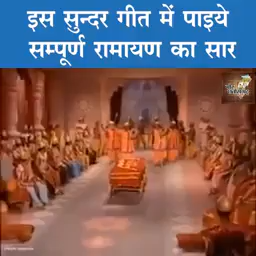 इस सुन्दर गीत में पाइये
सम्पूर्ण रामायण का सार